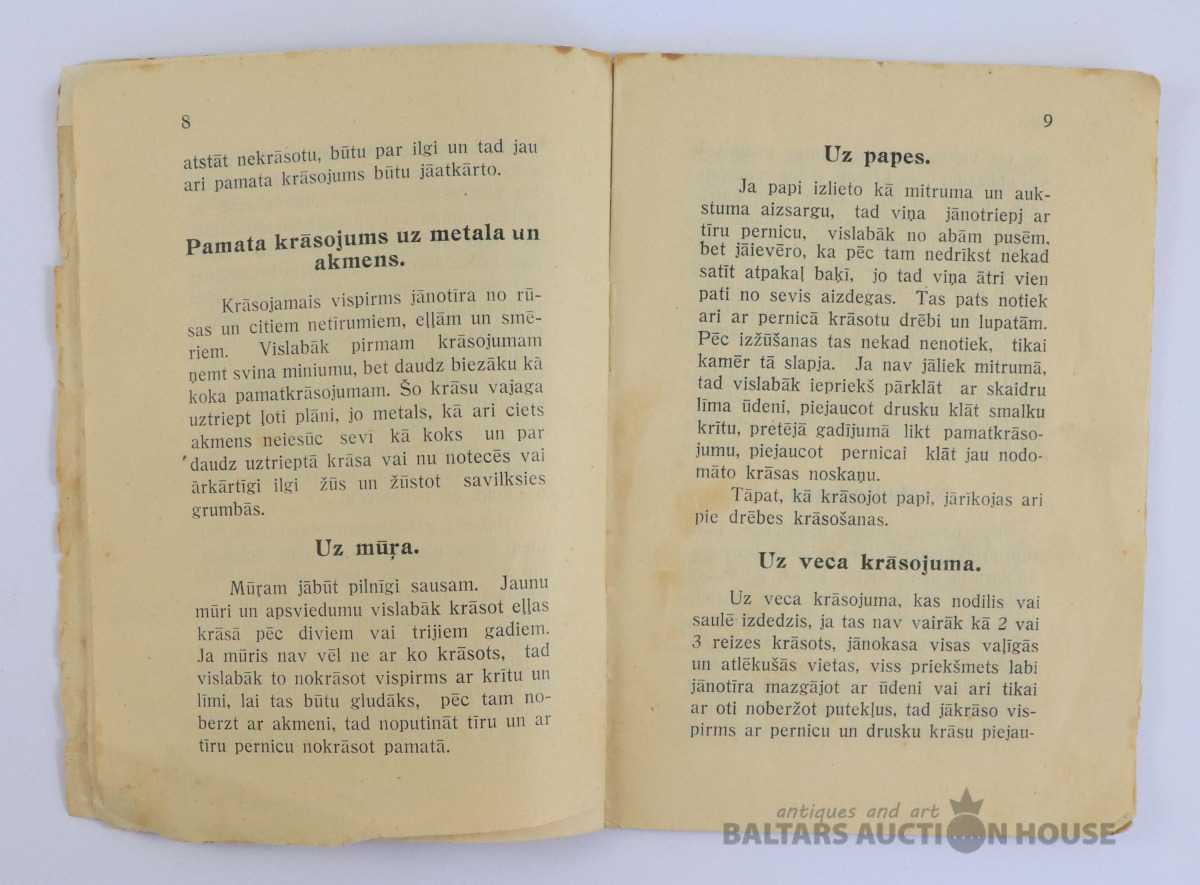 8
atstāt nekrāsotu, būtu par ilgi un tad jau
ari pamata krāsojums būtu jāatkārto.
Pamata krāsojums uz metala un
akmens.
Krāsojamais vispirms jānotīra no rū-
sas un citiem netīrumiem, eļļām un smē-
riem. Vislabāk pirmam krāsojumam
ņemt svina miniumu, bet daudz biezāku kā
koka pamatkrāsojumam. Šo krāsu vajaga
uztriept ļoti plāni, jo metals, kā ari ciets
akmens neiesūc sevī kā koks un par
daudz uztrieptā krāsa vai nu notecēs vai
ārkārtīgi ilgi žūs un žūstot savilksies
grumbās.
Uz mūŗa.
Mūŗam jābūt pilnīgi sausam. Jaunu
mūri un apsviedumu vislabāk krāsot eļļas
krāsā pēc diviem vai trijiem gadiem.
Ja mūris nav vēl ne ar ko krāsots, tad
vislabāk to nokrāsot vispirms ar krītu un
līmi, lai tas būtu gludāks, pēc tam no-
berzt ar akmeni, tad noputināt tīru un ar
tīru pernicu nokrāsot pamatā.
9
Uz papes.
Ja papi izlieto kā mitruma un auk-
stuma aizsargu, tad viņa jānotriepj ar
tīru pernicu, vislabāk no abām pusēm,
bet jāievēro, ka pēc tam nedrīkst nekad
satīt atpakaļ baķī, jo tad viņa ātri vien
pati no sevis aizdegas. Tas pats notiek
ari ar pernicā krāsotu drēbi un lupatām.
Pēc izžūšanas tas nekad nenotiek, tikai
kamēr tā slapja. Ja nav jāliek mitrumā,
tad vislabāk iepriekš pārklāt ar skaidru
līma ūdeni, piejaucot drusku klāt smalku
krītu, pretējā gadījumā likt pamatkrāso-
jumu, piejaucot pernicai klāt jau nodo-
māto krāsas noskaņu.
Tāpat, kā krāsojot papi, jārīkojas ari
pie drēbes krāsošanas.
Uz veca krāsojuma.
Uz veca krāsojuma, kas nodilis vai
saulē izdedzis, ja tas nav vairāk kā 2 vai
3 reizes krāsots, jānokasa visas vaļīgās
un atlēkušās vietas, viss priekšmets labi
jānotīra mazgājot ar ūdeni vai ari tikai
ar oti noberžot putekļus, tad jākrāso vis-
pirms ar pernicu un drusku krāsu piejau-
antiques and art
BALTARS AUCTION HOUSE